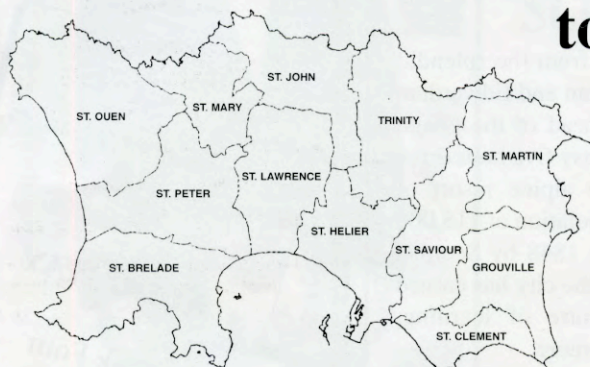 to
ST. JOHN
ST. OUEN
ST. MARY
TRINITY
ST. MARTIN
ST. LAWRENCE
ST. PETER
ST. HELIER
ST. SAVIOUR
ST. BRELADE
GROUVILLE
ST. CLEMENT